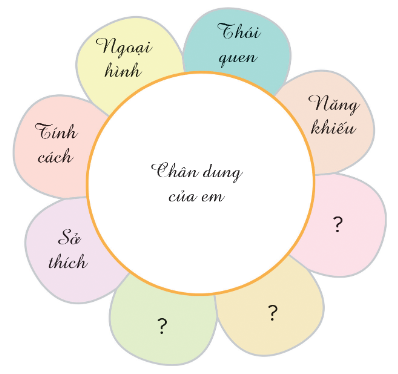 Ngoại
hình
Thói
quen
Năng
khiếu
?
?
?
Sở
thích
Tính
cách
Chân dung
của em